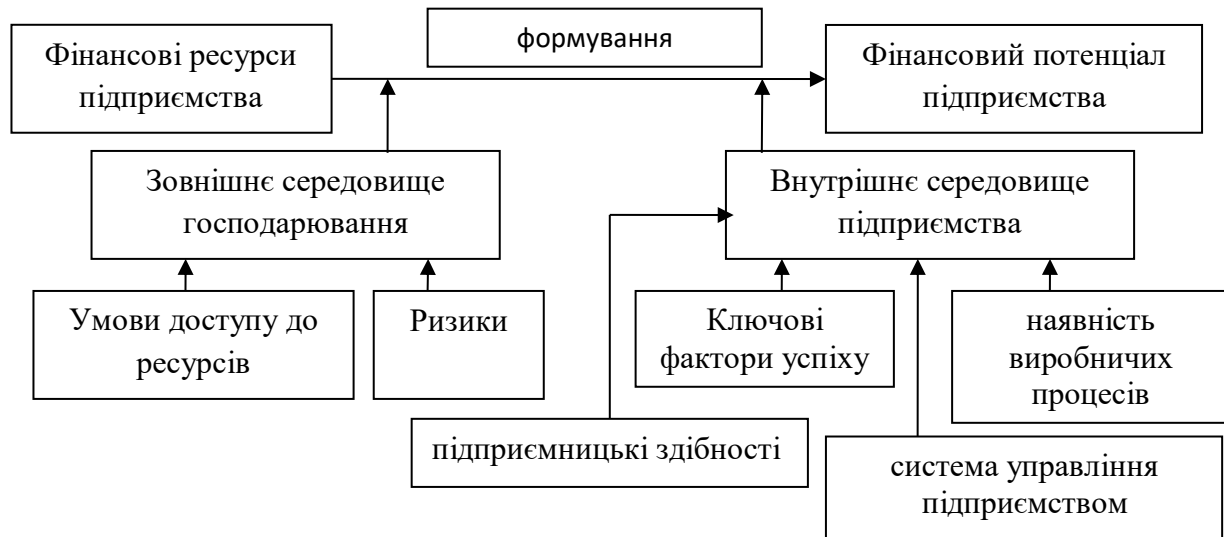 формування
Фінансові ресурси
підприємства
Фінансовий потенціал
підприємства
Зовнішнє середовище
господарювання
Внутрішнє середовище
підприємства
Умови доступу до
ресурсів
Ризики
Ключові
фактори успіху
наявність
виробничих
процесів
підприємницькі здібності
система управління
підприємством